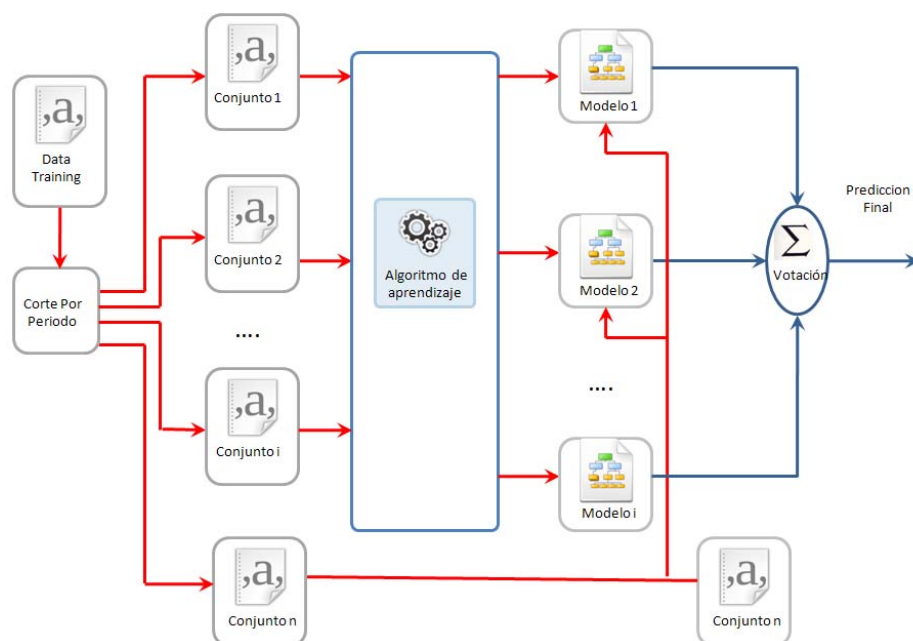 ,a,
Data
Training
Corte Por
Periodo
,a,
Conjunto 1
,a,
Conjunto 2
....
,a,
Conjunto i
,a,
Conjunto n
Algoritmo de
aprendizaje
Modelo 1
Modelo 2
....
Modelo i
,a,
Conjunto n
Σ
Votación
Prediccion
Final